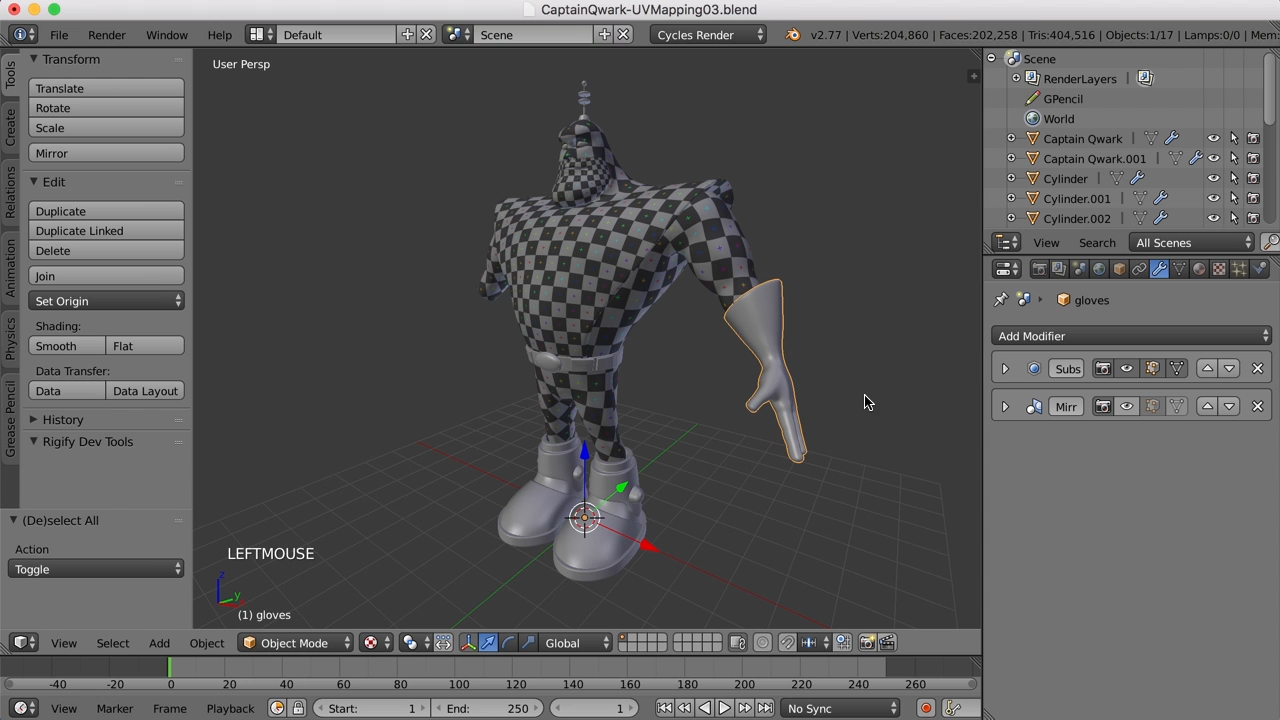 CaptainQwark-UVMapping03.blend
File Render Window Help Default Scene Cycles Render v2.77 | Verts:204,860 | Faces:202,258 | Tris:404,516 | Objects:1/17 | Lamps:0/0 | Mem:
Tools
Create
Relations
Animation
Physics
Grease Pencil
Transform
Translate
Rotate
Scale
Mirror
Edit
Duplicate
Duplicate Linked
Delete
Join
Set Origin
Shading:
Smooth Flat
Data Transfer:
Data Data Layout
History
Rigify Dev Tools
(De)select All
Action
Toggle
User Persp
LEFTMOUSE
z
y
(1) gloves
Scene
RenderLayers
GPencil
World
Captain Qwark
Captain Qwark.001
Cylinder
Cylinder.001
Cylinder.002
View Search All Scenes
gloves
Add Modifier
Subs
Mirr
View Select Add Object Object Mode Global
-40 -20 0 20 40 60 80 100 120 140 160 180 200 220 240 260
View Marker Frame Playback Start: 1 End: 250 1 No Sync